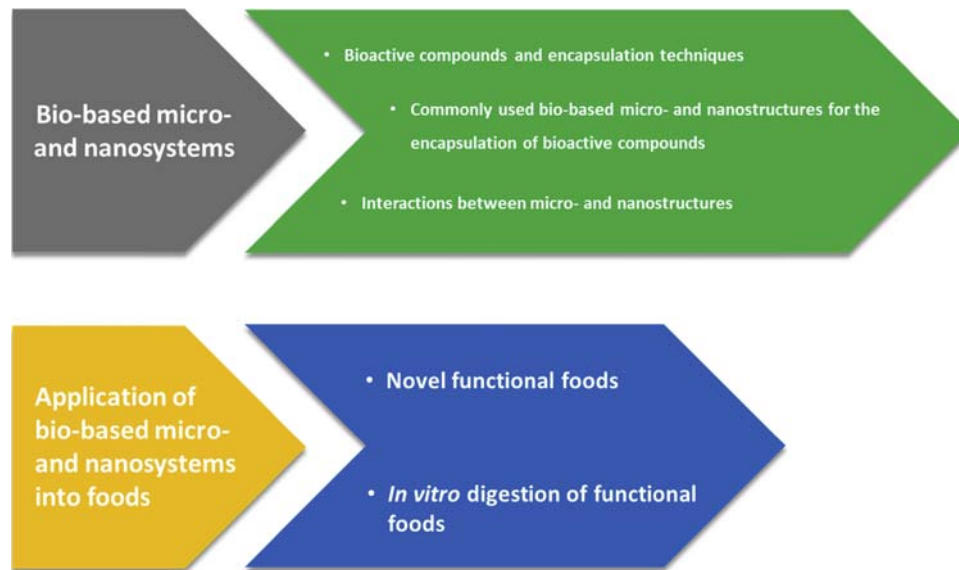 Bio-based micro-
and nanosystems
• Bioactive compounds and encapsulation techniques
• Commonly used bio-based micro- and nanostructures for the
encapsulation of bioactive compounds
• Interactions between micro- and nanostructures
Application of
bio-based micro-
and nanosystems
into foods
• Novel functional foods
• In vitro digestion of functional
foods